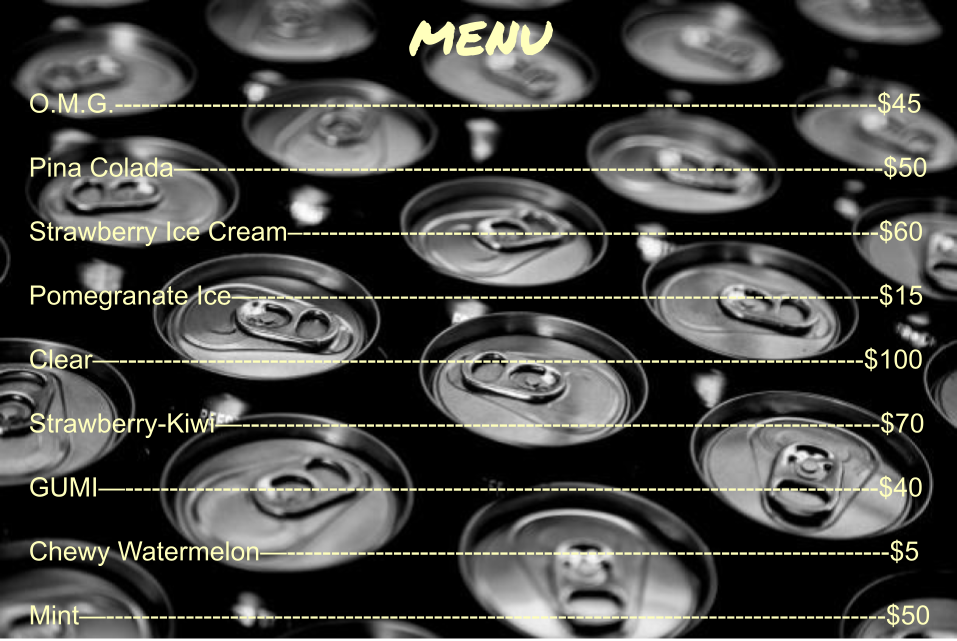 MENU
O.M.G.---------------------------------------------------------------------------------------$45
Pina Colada—-------------------------------------------------------------------------------$50
Strawberry Ice Cream—------------------------------------------------------------------$60
Pomegranate Ice—-------------------------------------------------------------------------$15
Clear—--------------------------------------------------------------------------------------$100
Strawberry-Kiwi—--------------------------------------------------------------------------$70
GUMI—---------------------------------------------------------------------------------------$40
Chewy Watermelon—---------------------------------------------------------------------$5
Mint—------------------------------------------------------------------------------------------$50